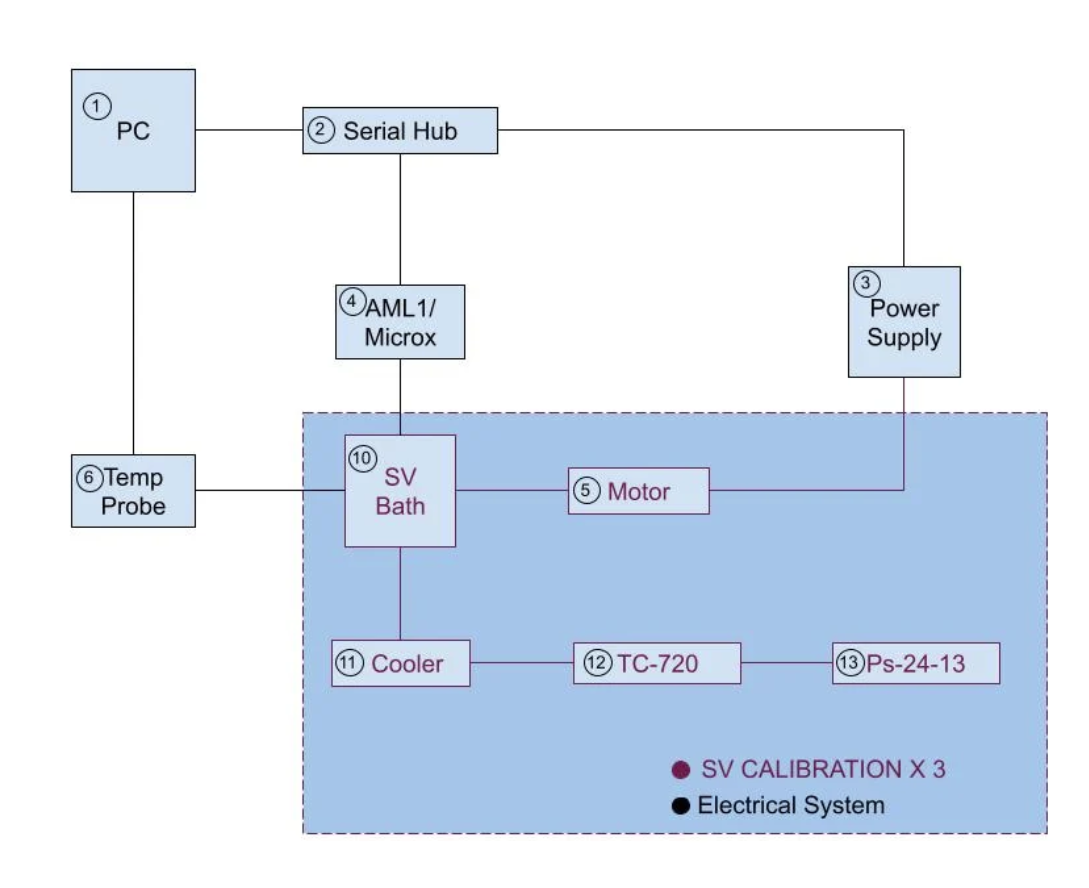 1
PC
2 Serial Hub
3
Power
Supply
4 AML1/
Microx
10
SV
Bath
5 Motor
6 Temp
Probe
11 Cooler
12 TC-720
13 Ps-24-13
SV CALIBRATION X 3
Electrical System